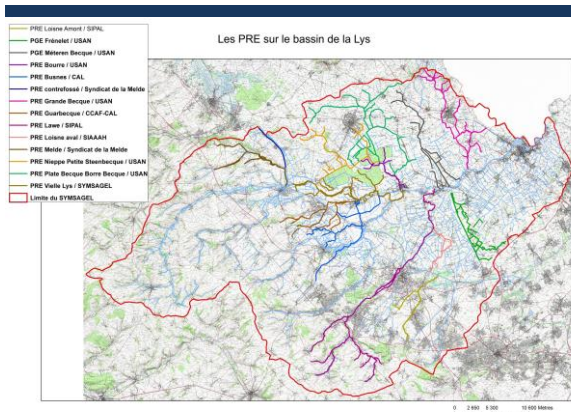 Les PRE sur le bassin de la Lys
PRE Loisne Amont / SIPAL
PGE Frénelet / USAN
PGE Méteren Becque / USAN
PRE Bourre / USAN
PRE Busnes / CAL
PRE contrefossé / Syndicat de la Melde
PRE Grande Becque / USAN
PRE Guarbecque / CCAF-CAL
PRE Lawe / SIPAL
PRE Loisne aval / SIAAAH
PRE Melde / Syndicat de la Melde
PRE Nieppe Petite Steenbecque / USAN
PRE Plate Becque Borre Becque / USAN
PRE Vielle Lys / SYMSAGEL
Limite du SYMSAGEL
0 2 650 5 300 10 600 Mètres